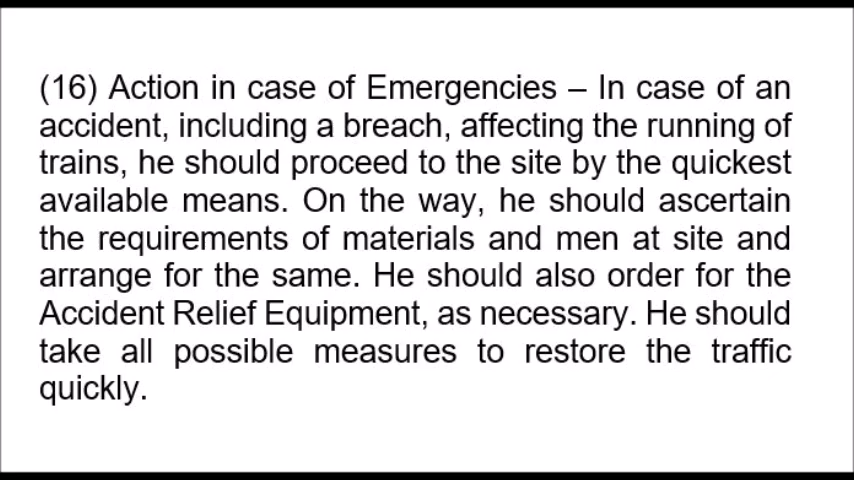 (16) Action in case of Emergencies – In case of an
accident, including a breach, affecting the running of
trains, he should proceed to the site by the quickest
available means. On the way, he should ascertain
the requirements of materials and men at site and
arrange for the same. He should also order for the
Accident Relief Equipment, as necessary. He should
take all possible measures to restore the traffic
quickly.